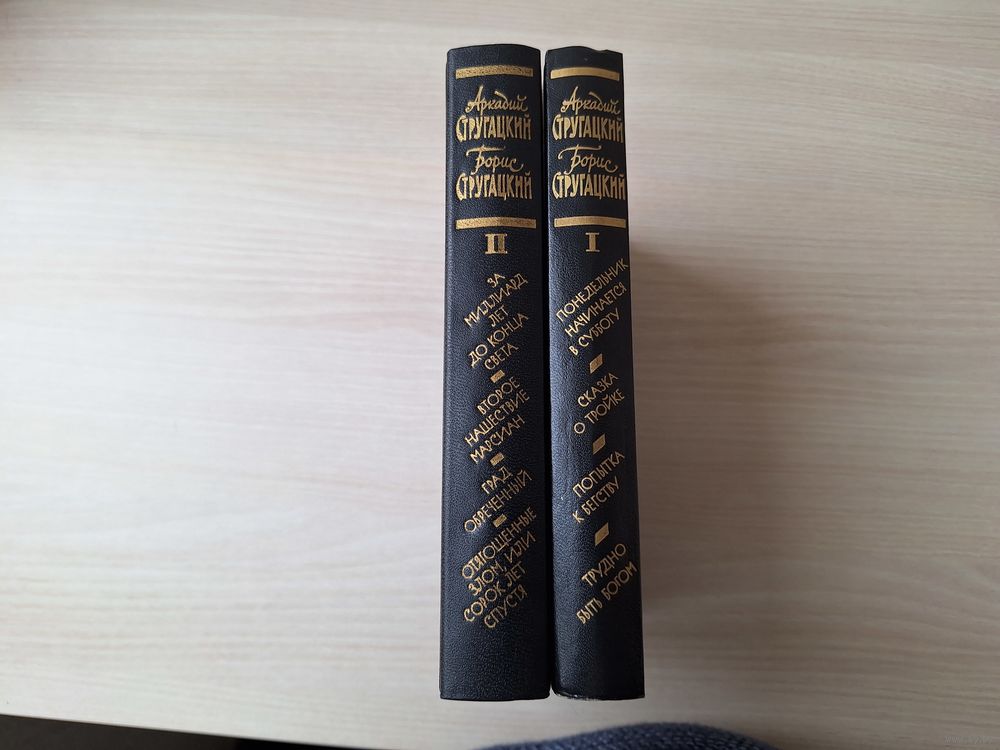 Аркадий
СТРУГАЦКИЙ
Борис
СТРУГАЦКИЙ
II
ЗА
МИЛЛИАРД
ЛЕТ
ДО КОНЦА
СВЕТА
ВТОРОЕ
НАШЕСТВИЕ
МАРСИАН
ГРАД
ОБРЕЧЕННЫЙ
ОТЯГОЩЕННЫЕ
ЗЛОМ, ИЛИ
СОРОК ЛЕТ
СПУСТЯ
Аркадий
СТРУГАЦКИЙ
Борис
СТРУГАЦКИЙ
I
ПОНЕДЕЛЬНИК
НАЧИНАЕТСЯ
В СУББОТУ
СКАЗКА
О ТРОЙКЕ
ПОПЫТКА
К БЕГСТВУ
ТРУДНО
БЫТЬ БОГОМ